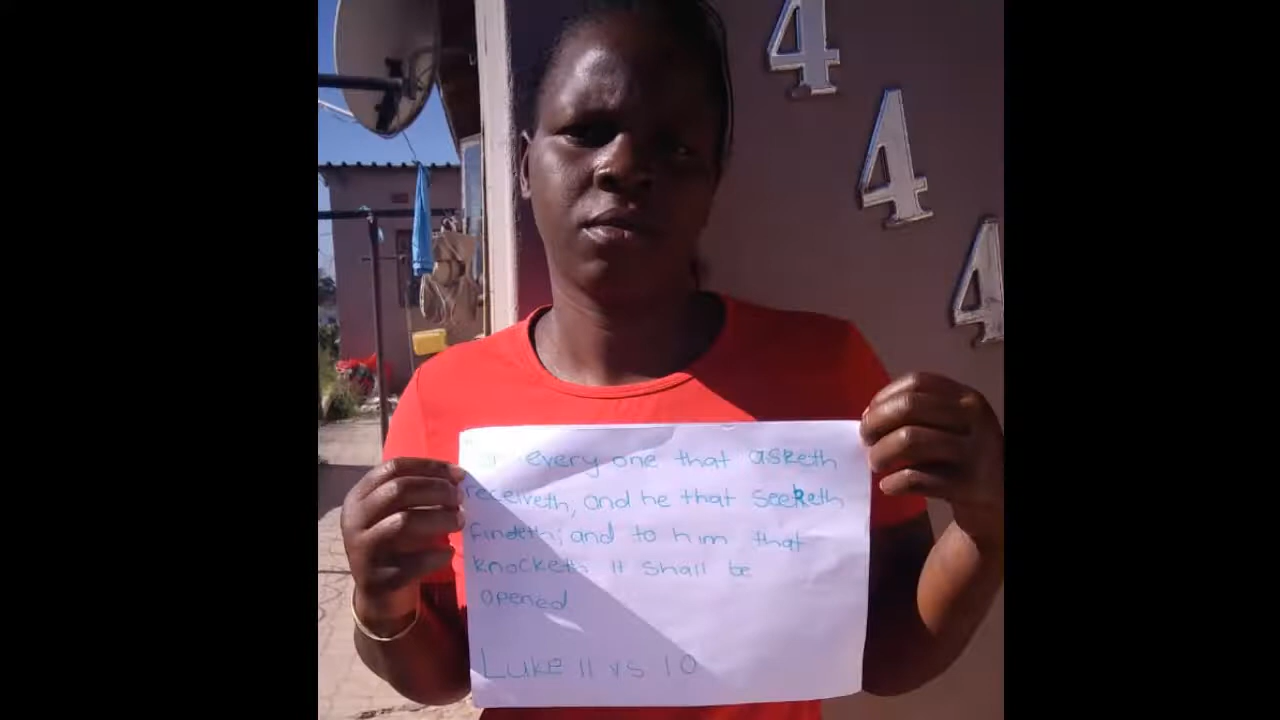 4
4
4
every one that asketh
receiveth, and he that seeketh
findeth; and to him that
knocketh it shall be
opened
Luke 11 vs 10